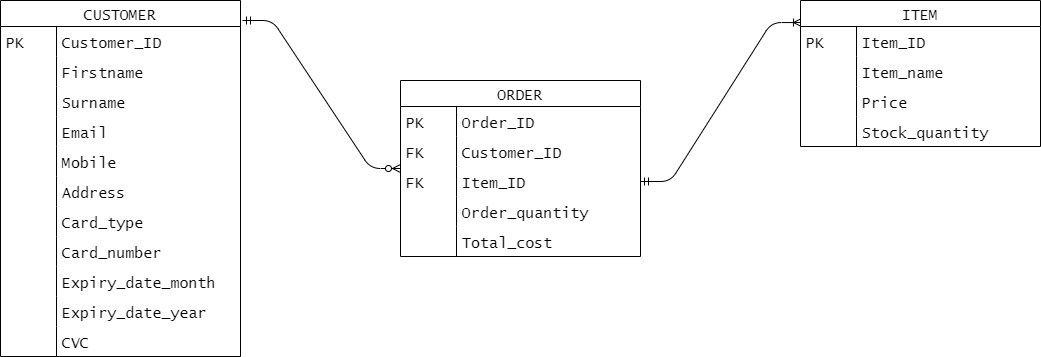 CUSTOMER
PK Customer_ID
Firstname
Surname
Email
Mobile
Address
Card_type
Card_number
Expiry_date_month
Expiry_date_year
CVC
ORDER
PK Order_ID
FK Customer_ID
FK Item_ID
Order_quantity
Total_cost
ITEM
PK Item_ID
Item_name
Price
Stock_quantity